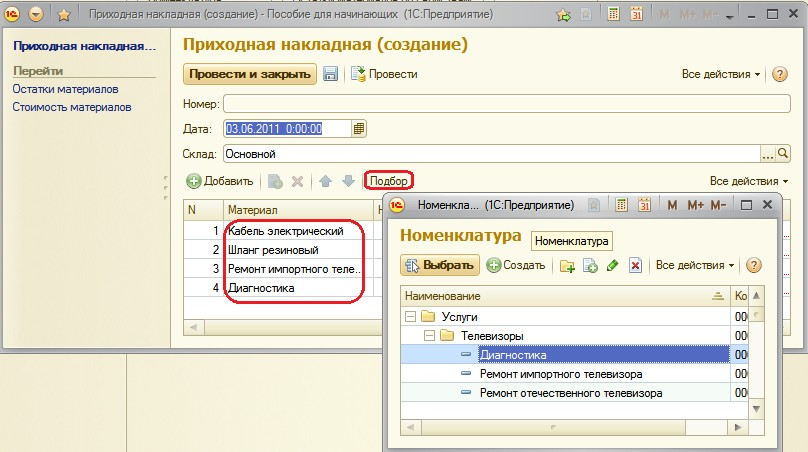 Приходная накладная (создание) - Пособие для начинающих (1С:Предприятие)
M M+ M-
Приходная накладная...
Перейти
Остатки материалов
Стоимость материалов
Приходная накладная (создание)
Провести и закрыть Провести Все действия
Номер:
Дата: 03.06.2011 0:00:00
Склад: Основной ...
Добавить Подбор Все действия
N Материал
1 Кабель электрический
2 Шланг резиновый
3 Ремонт импортного теле...
4 Диагностика
Номенкла... (1С:Предприятие) M M+ M-
Номенклатура
Номенклатура
Выбрать Создать Все действия
Наименование Ко
Услуги 00
Телевизоры 00
Диагностика 00
Ремонт импортного телевизора 00
Ремонт отечественного телевизора 00